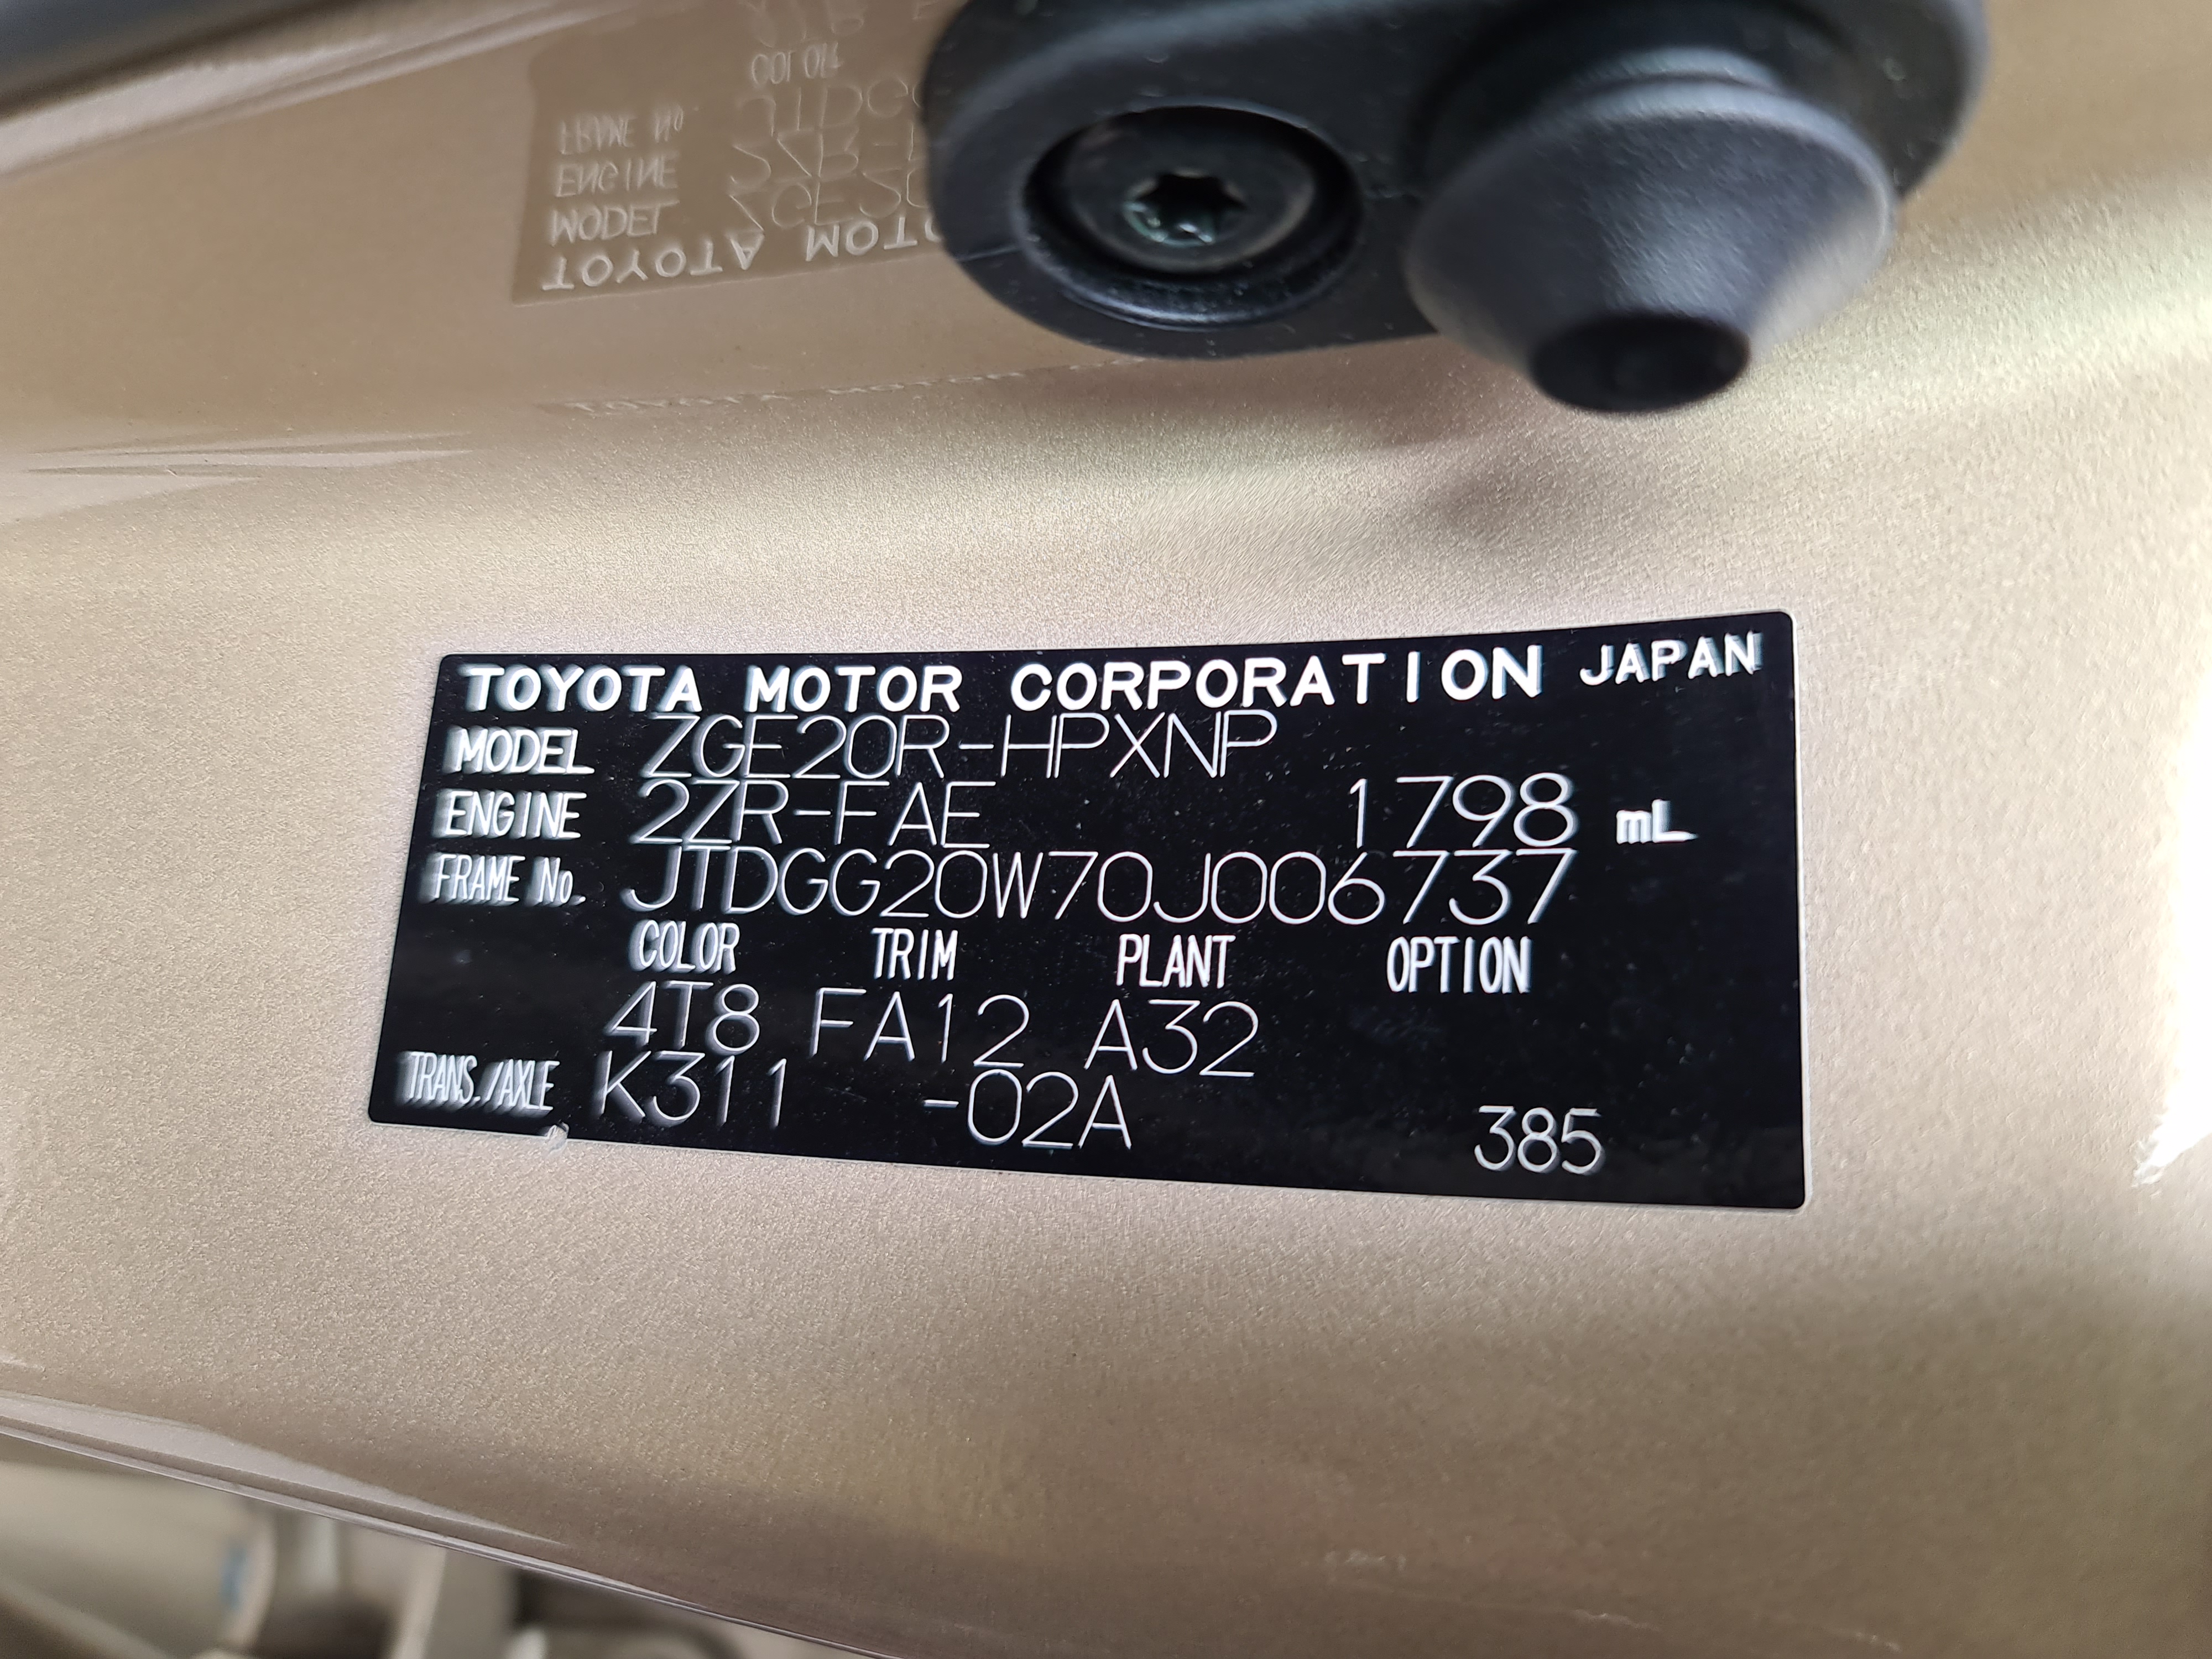 TOYOTA MOTOR CORPORATION JAPAN
MODEL ZGE20R-HPXNP
ENGINE 2ZR-FAE 1798 mL
FRAME No. JTDGG20W70J006737
COLOR TRIM PLANT OPTION
4T8 FA12 A32
TRANS./AXLE K311 -02A 385